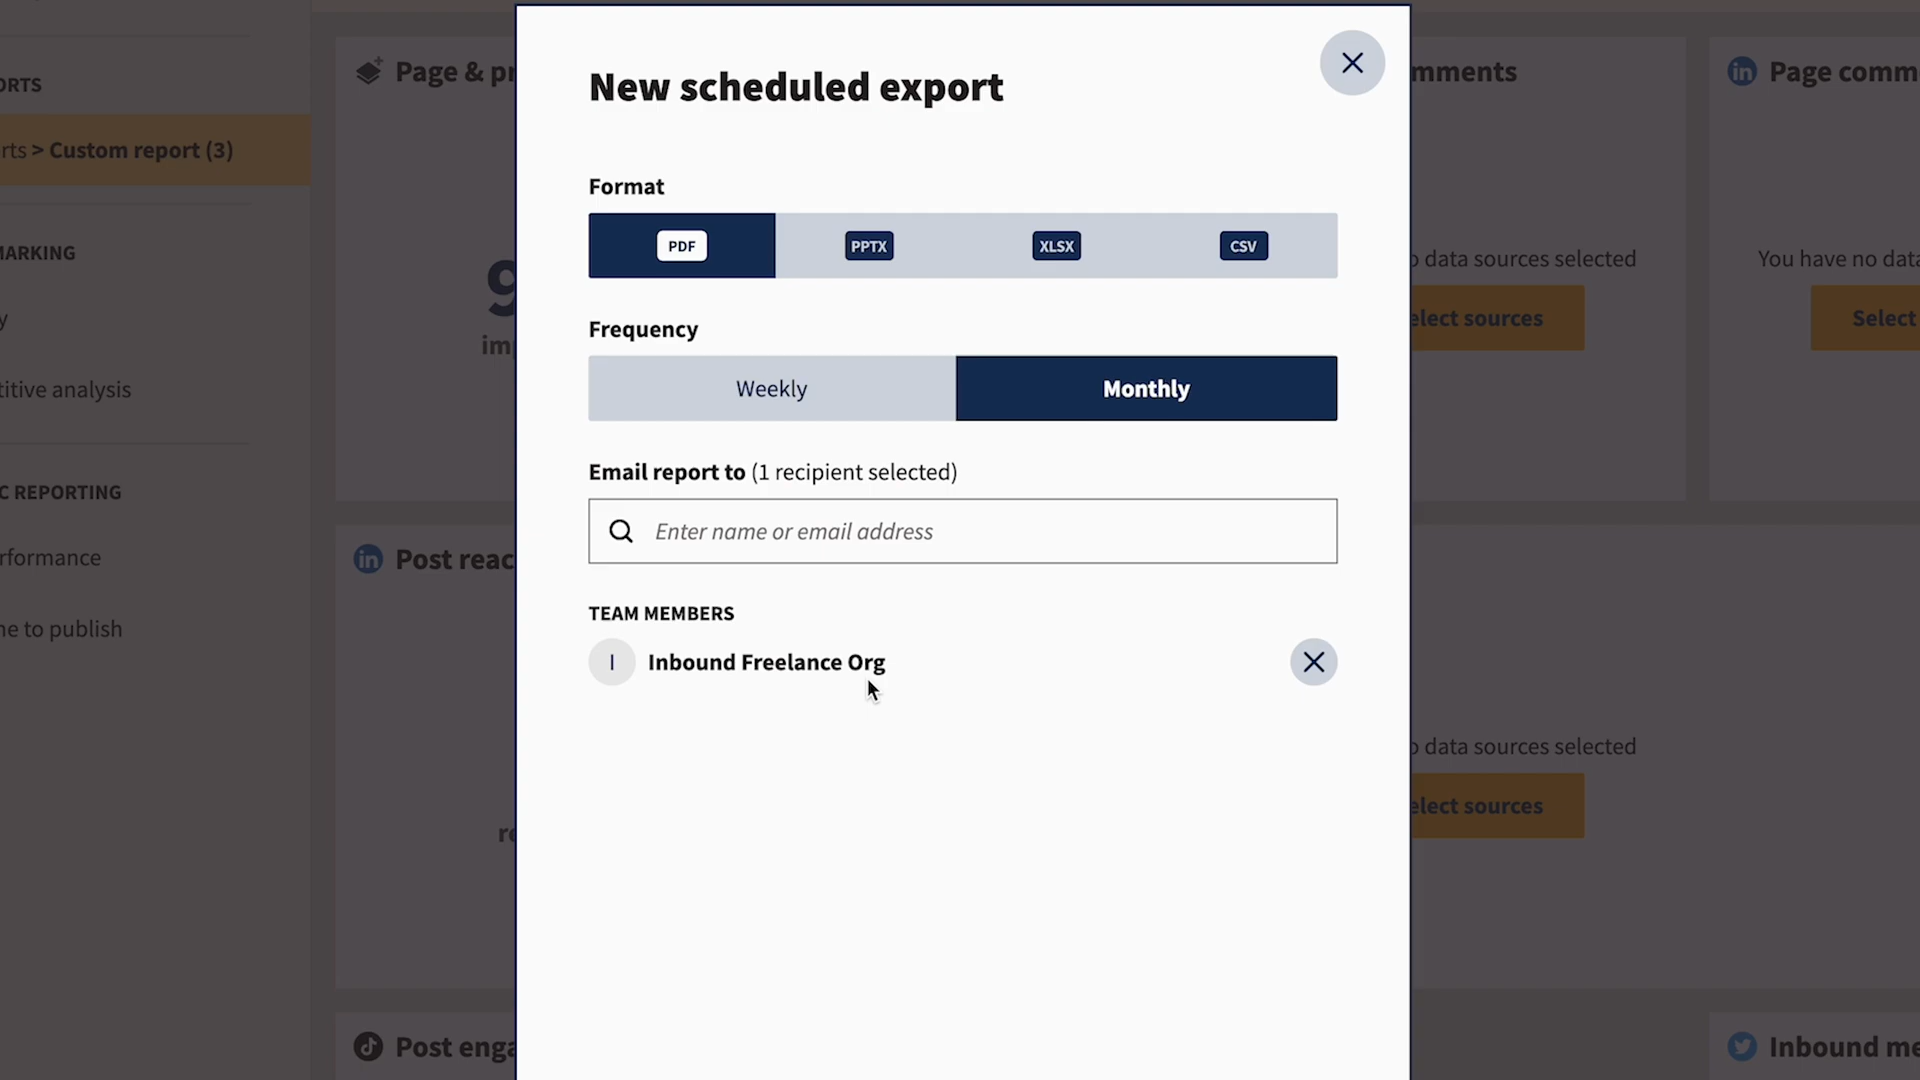 ORTS
rts > Custom report (3)
MARKING
y
titive analysis
C REPORTING
rformance
ne to publish
Page & pr
9
im
New scheduled export
Format
PDF PPTX XLSX CSV
Frequency
Weekly Monthly
Email report to (1 recipient selected)
Enter name or email address
TEAM MEMBERS
I Inbound Freelance Org
mments
data sources selected
elect sources
Page comm
You have no data
Select
Post reac
re
data sources selected
elect sources
Post enga
Inbound me